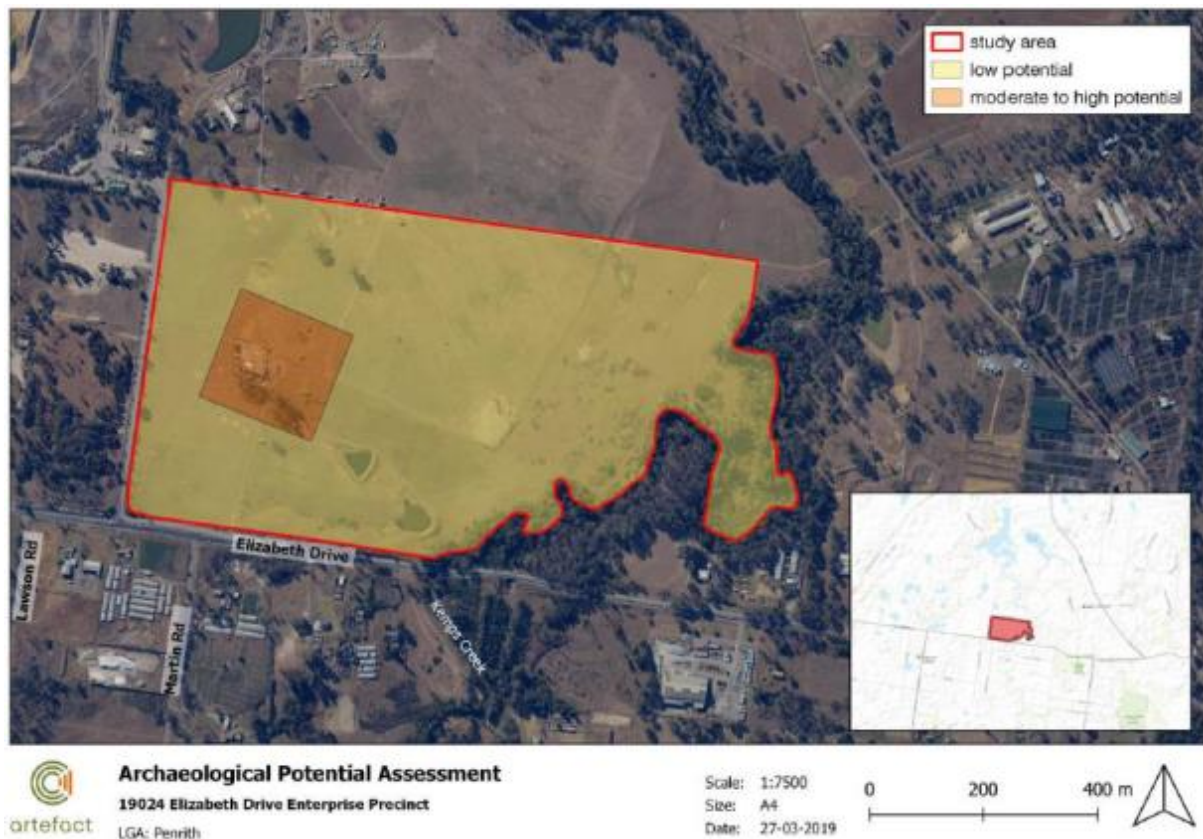 study area
low potential
moderate to high potential
Elizabeth Drive
Lawson Rd
Martin Rd
Kemps Creek
artefact
Archaeological Potential Assessment
19024 Elizabeth Drive Enterprise Precinct
LGA: Penrith
Scale: 1:7500
Size: A4
Date: 27-03-2019
0 200 400 m